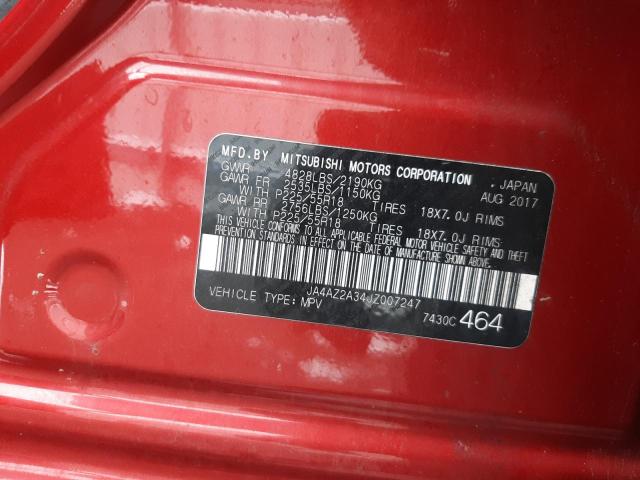 MFD.BY MITSUBISHI MOTORS CORPORATION JAPAN
GVWR 4828LBS/2190KG AUG 2017
GAWR FR 2535LBS/1150KG
WITH P225/55R18 TIRES 18X7.0J RIMS
GAWR RR 2756LBS/1250KG
WITH P225/55R18 TIRES 18X7.0J RIMS
THIS VEHICLE CONFORMS TO ALL APPLICABLE FEDERAL MOTOR VEHICLE SAFETY AND THEFT
PREVENTION STANDARDS IN EFFECT ON THE DATE OF MANUFACTURE SHOWN ABOVE.
JA4AZ2A34JZ007247
VEHICLE TYPE: MPV
7430C 464